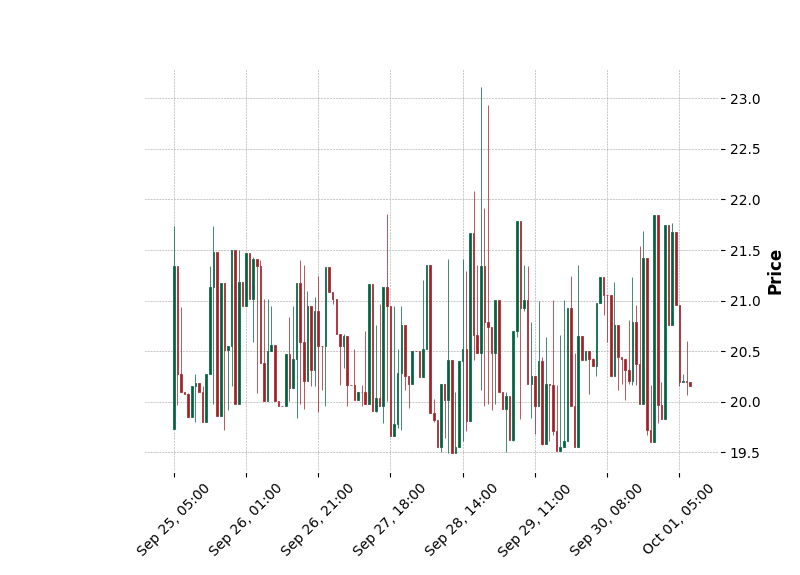 23.0
22.5
22.0
21.5
21.0
20.5
20.0
19.5
Price
Sep 25, 05:00
Sep 26, 01:00
Sep 26, 21:00
Sep 27, 18:00
Sep 28, 14:00
Sep 29, 11:00
Sep 30, 08:00
Oct 01, 05:00